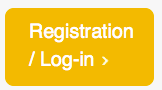 Registration
/ Log-in ›